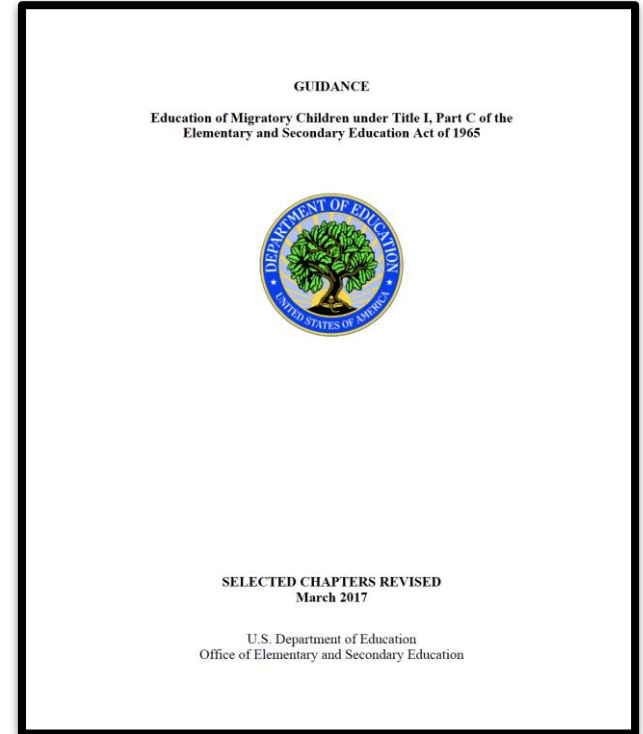 GUIDANCE
Education of Migratory Children under Title I, Part C of the
Elementary and Secondary Education Act of 1965
DEPARTMENT OF EDUCATION
UNITED STATES OF AMERICA
SELECTED CHAPTERS REVISED
March 2017
U.S. Department of Education
Office of Elementary and Secondary Education